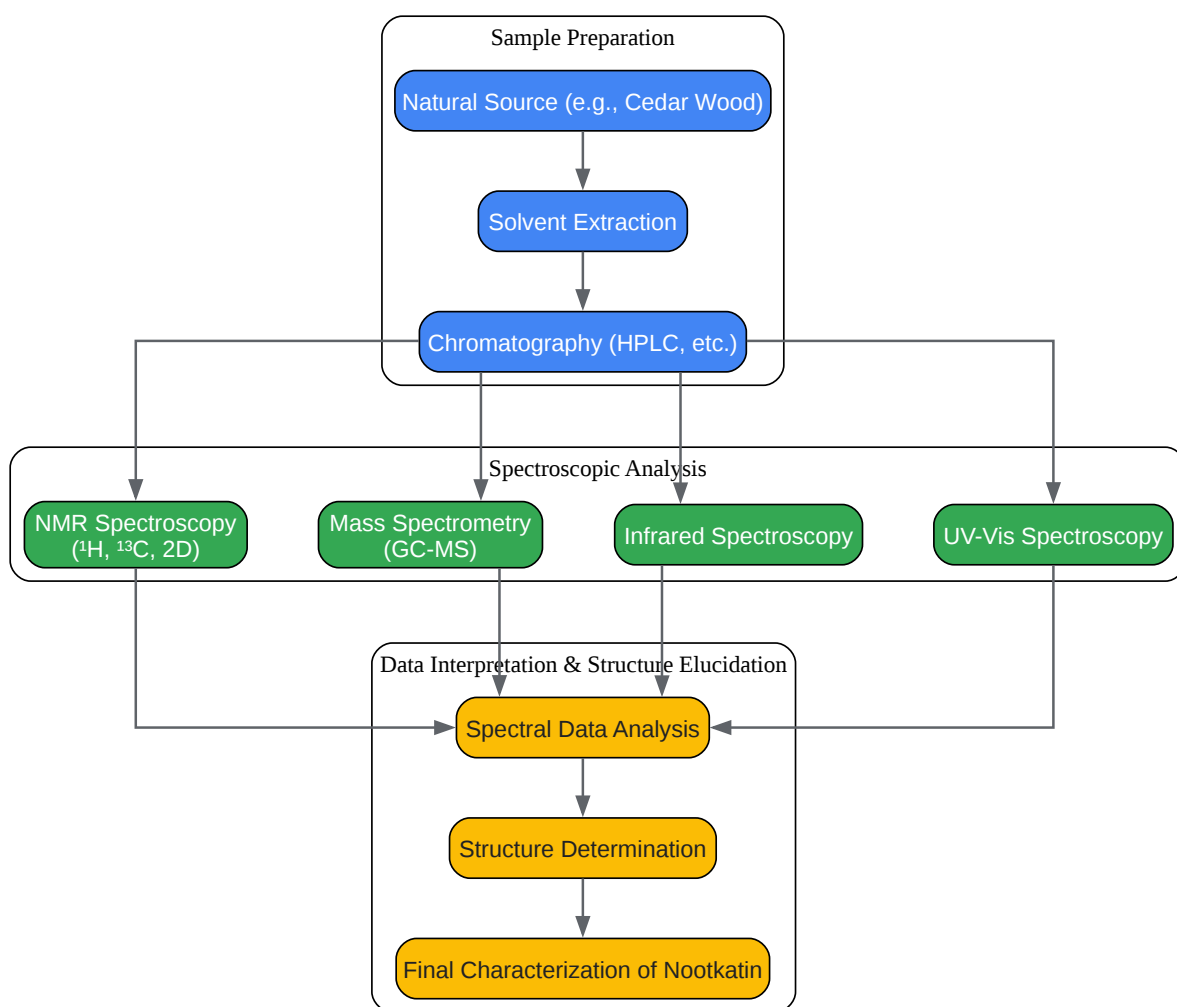 Sample Preparation
Natural Source (e.g., Cedar Wood)
Solvent Extraction
Chromatography (HPLC, etc.)
Spectroscopic Analysis
NMR Spectroscopy
(¹H, ¹³C, 2D)
Mass Spectrometry
(GC-MS)
Infrared Spectroscopy
UV-Vis Spectroscopy
Data Interpretation & Structure Elucidation
Spectral Data Analysis
Structure Determination
Final Characterization of Nootkatin